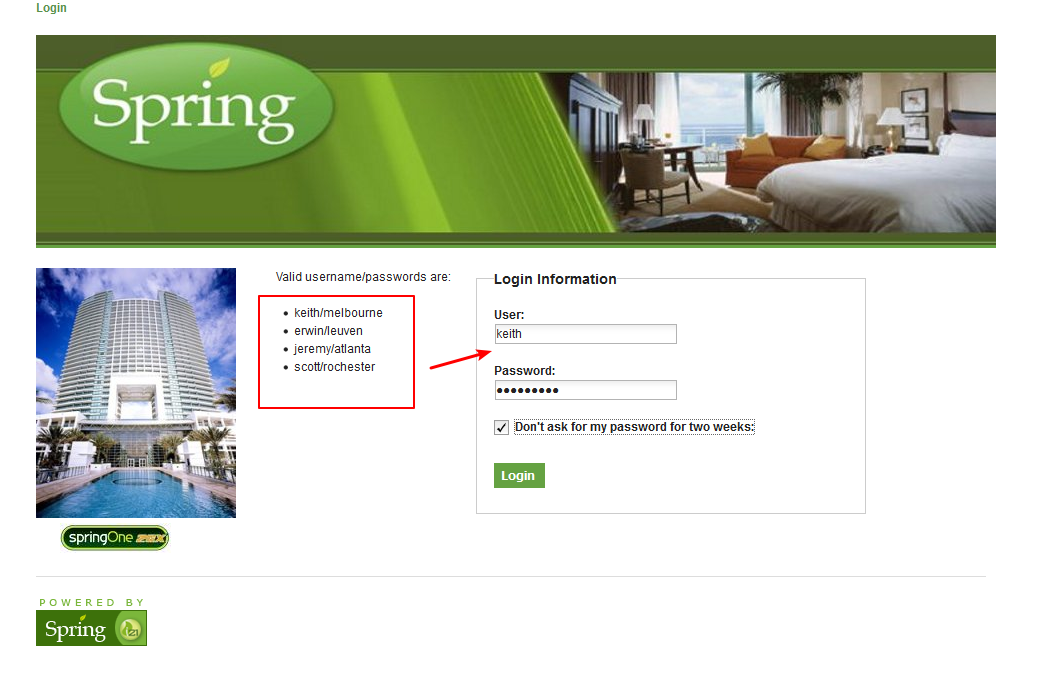 Login
Spring
Valid username/passwords are:
keith/melbourne
erwin/leuven
jeremy/atlanta
scott/rochester
Login Information
User:
keith
Password:
•••••••••
Don't ask for my password for two weeks:
Login
springOne 2GX
POWERED BY
Spring